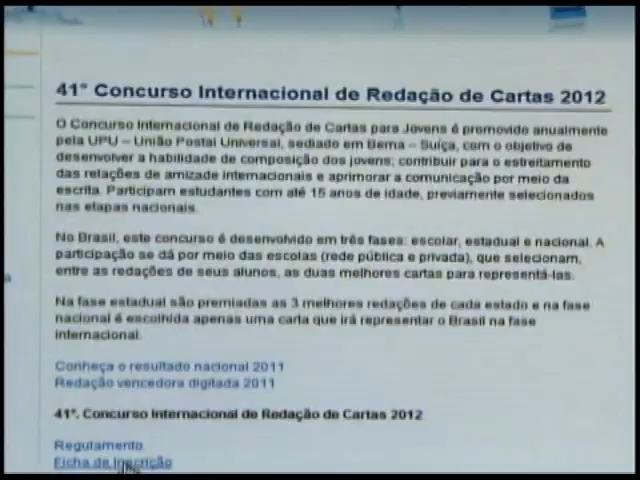 41° Concurso Internacional de Redação de Cartas 2012
O Concurso Internacional de Redação de Cartas para Jovens é promovido anualmente
pela UPU – União Postal Universal, sediado em Berna – Suíça, com o objetivo de
desenvolver a habilidade de composição dos jovens; contribuir para o estreitamento
das relações de amizade internacionais e aprimorar a comunicação por meio da
escrita. Participam estudantes com até 15 anos de idade, previamente selecionados
nas etapas nacionais.
No Brasil, este concurso é desenvolvido em três fases: escolar, estadual e nacional. A
participação se dá por meio das escolas (rede pública e privada), que selecionam,
entre as redações de seus alunos, as duas melhores cartas para representá-las.
Na fase estadual são premiadas as 3 melhores redações de cada estado e na fase
nacional é escolhida apenas uma carta que irá representar o Brasil na fase
internacional.
Conheça o resultado nacional 2011
Redação vencedora digitada 2011
41°. Concurso Internacional de Redação de Cartas 2012
Regulamento
Ficha de Inscrição